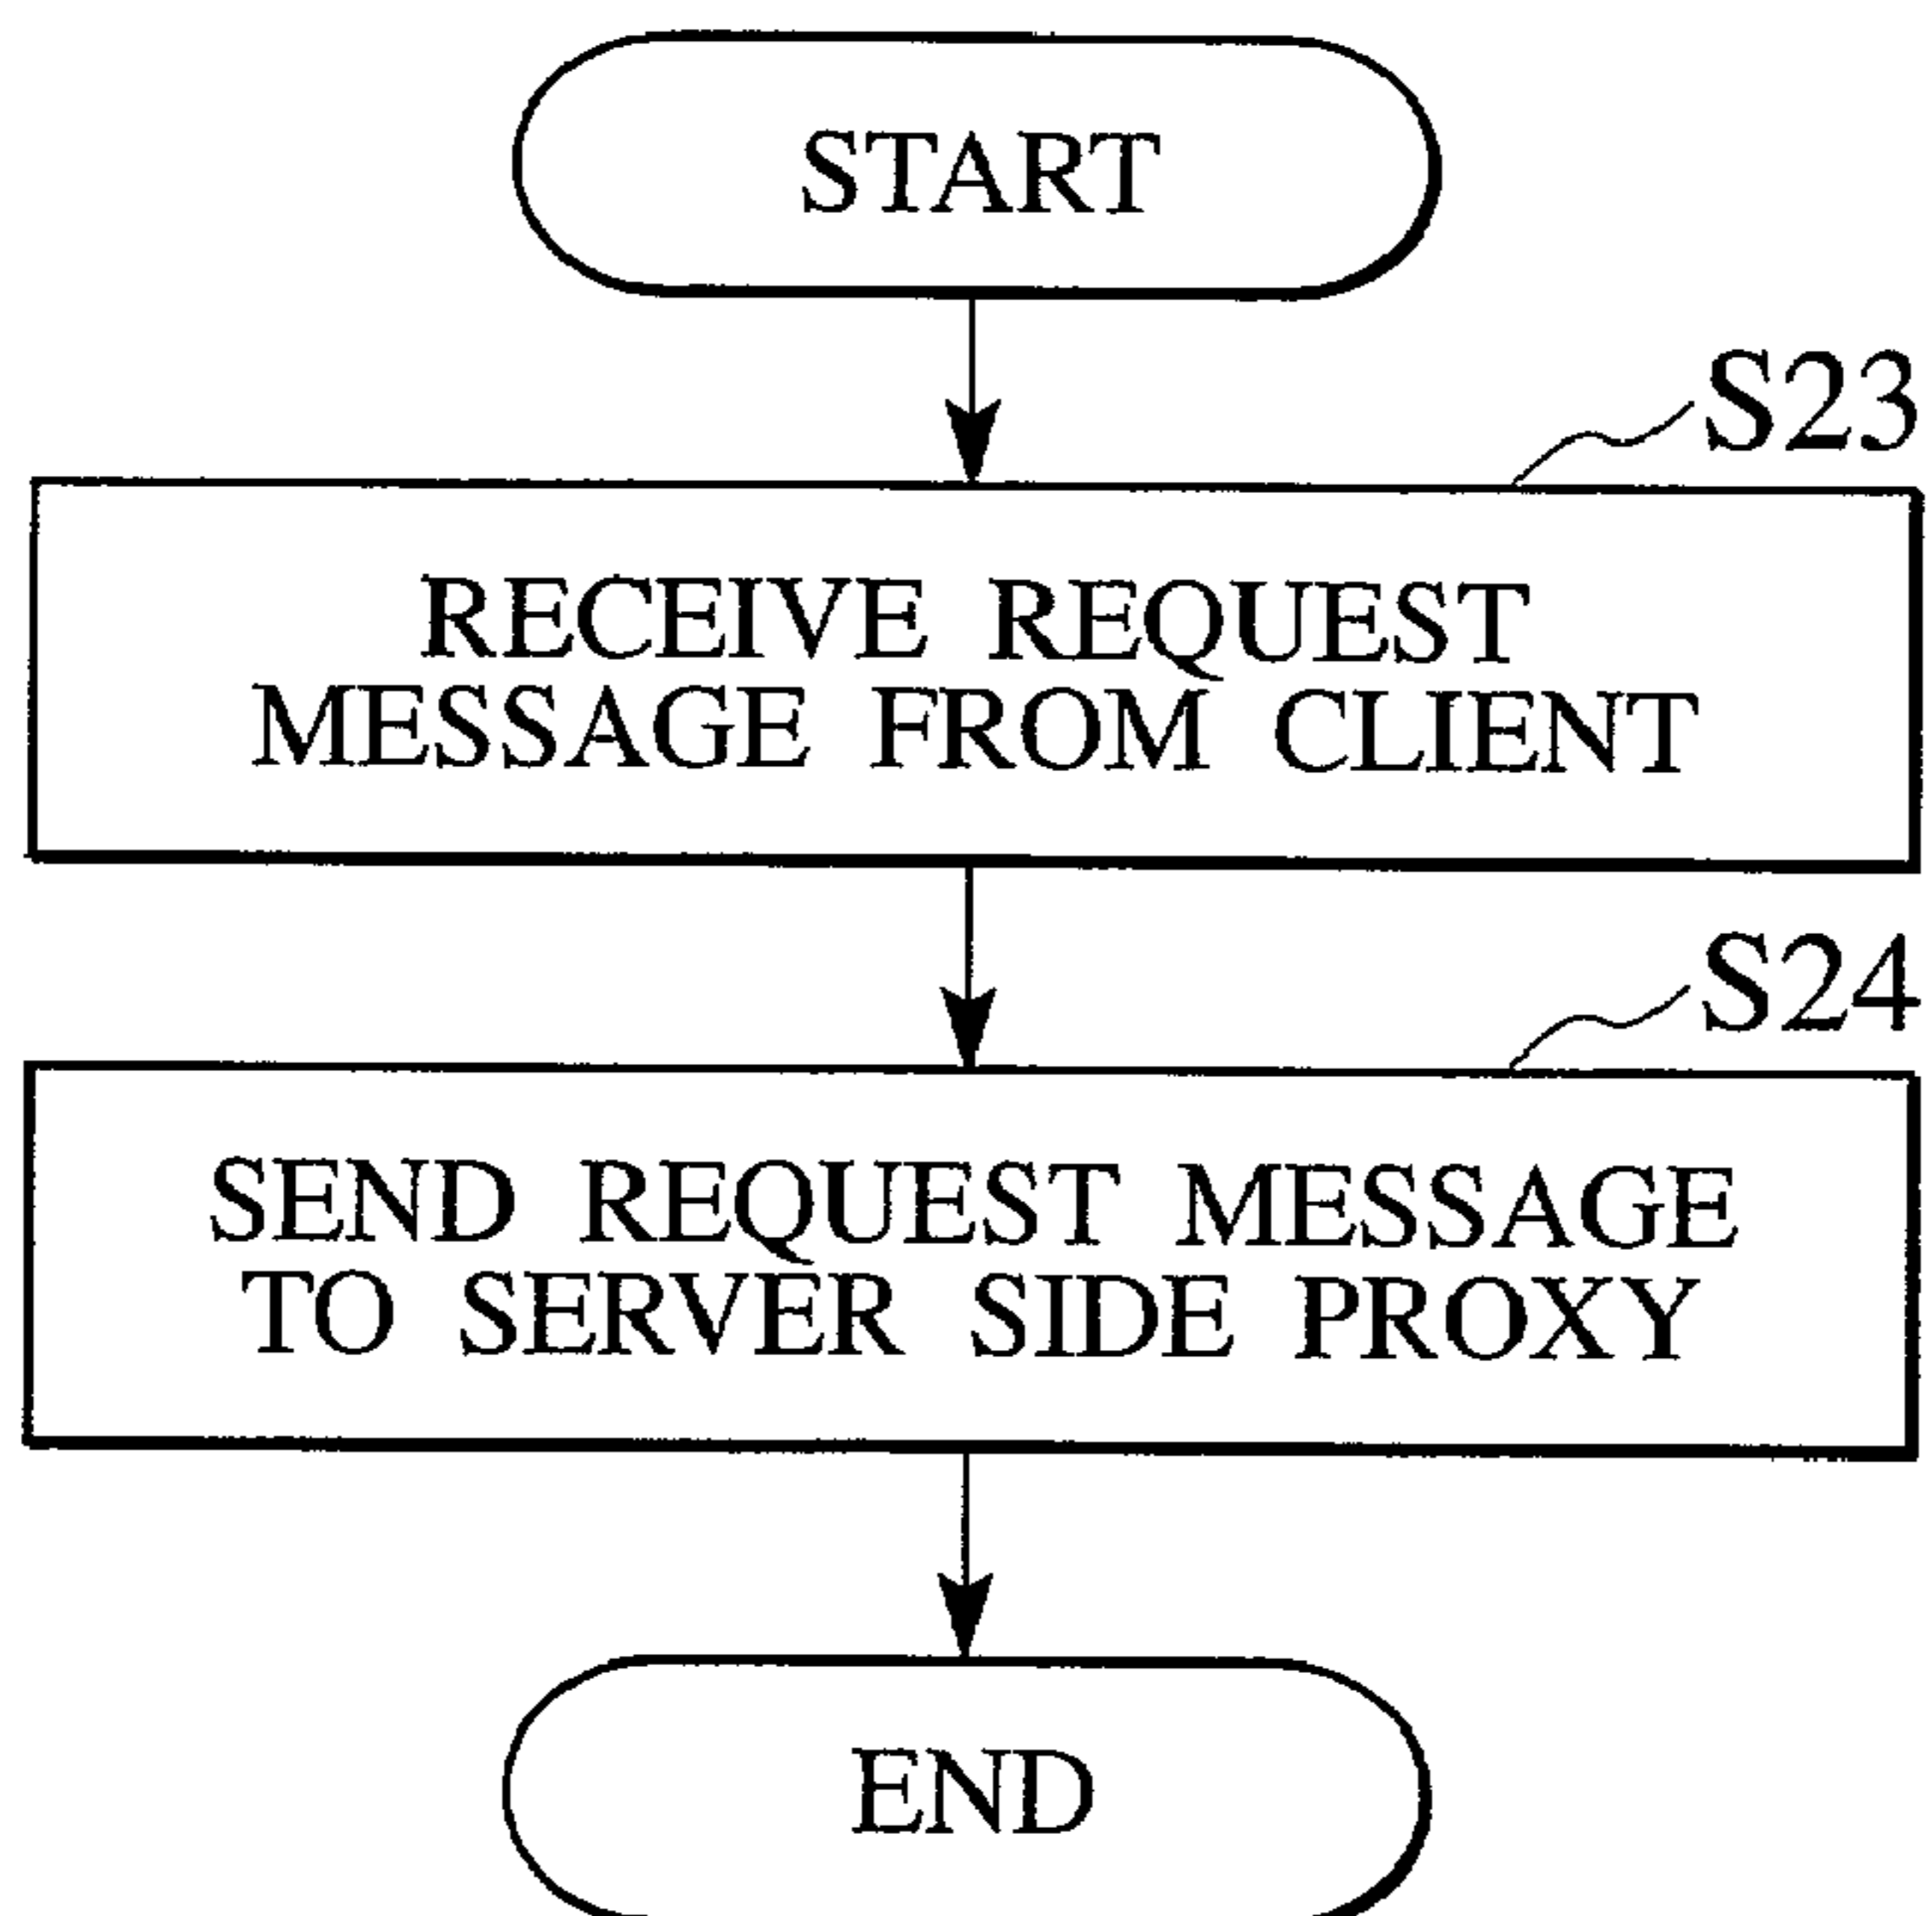 START
S23
RECEIVE REQUEST
MESSAGE FROM CLIENT
S24
SEND REQUEST MESSAGE
TO SERVER SIDE PROXY
END